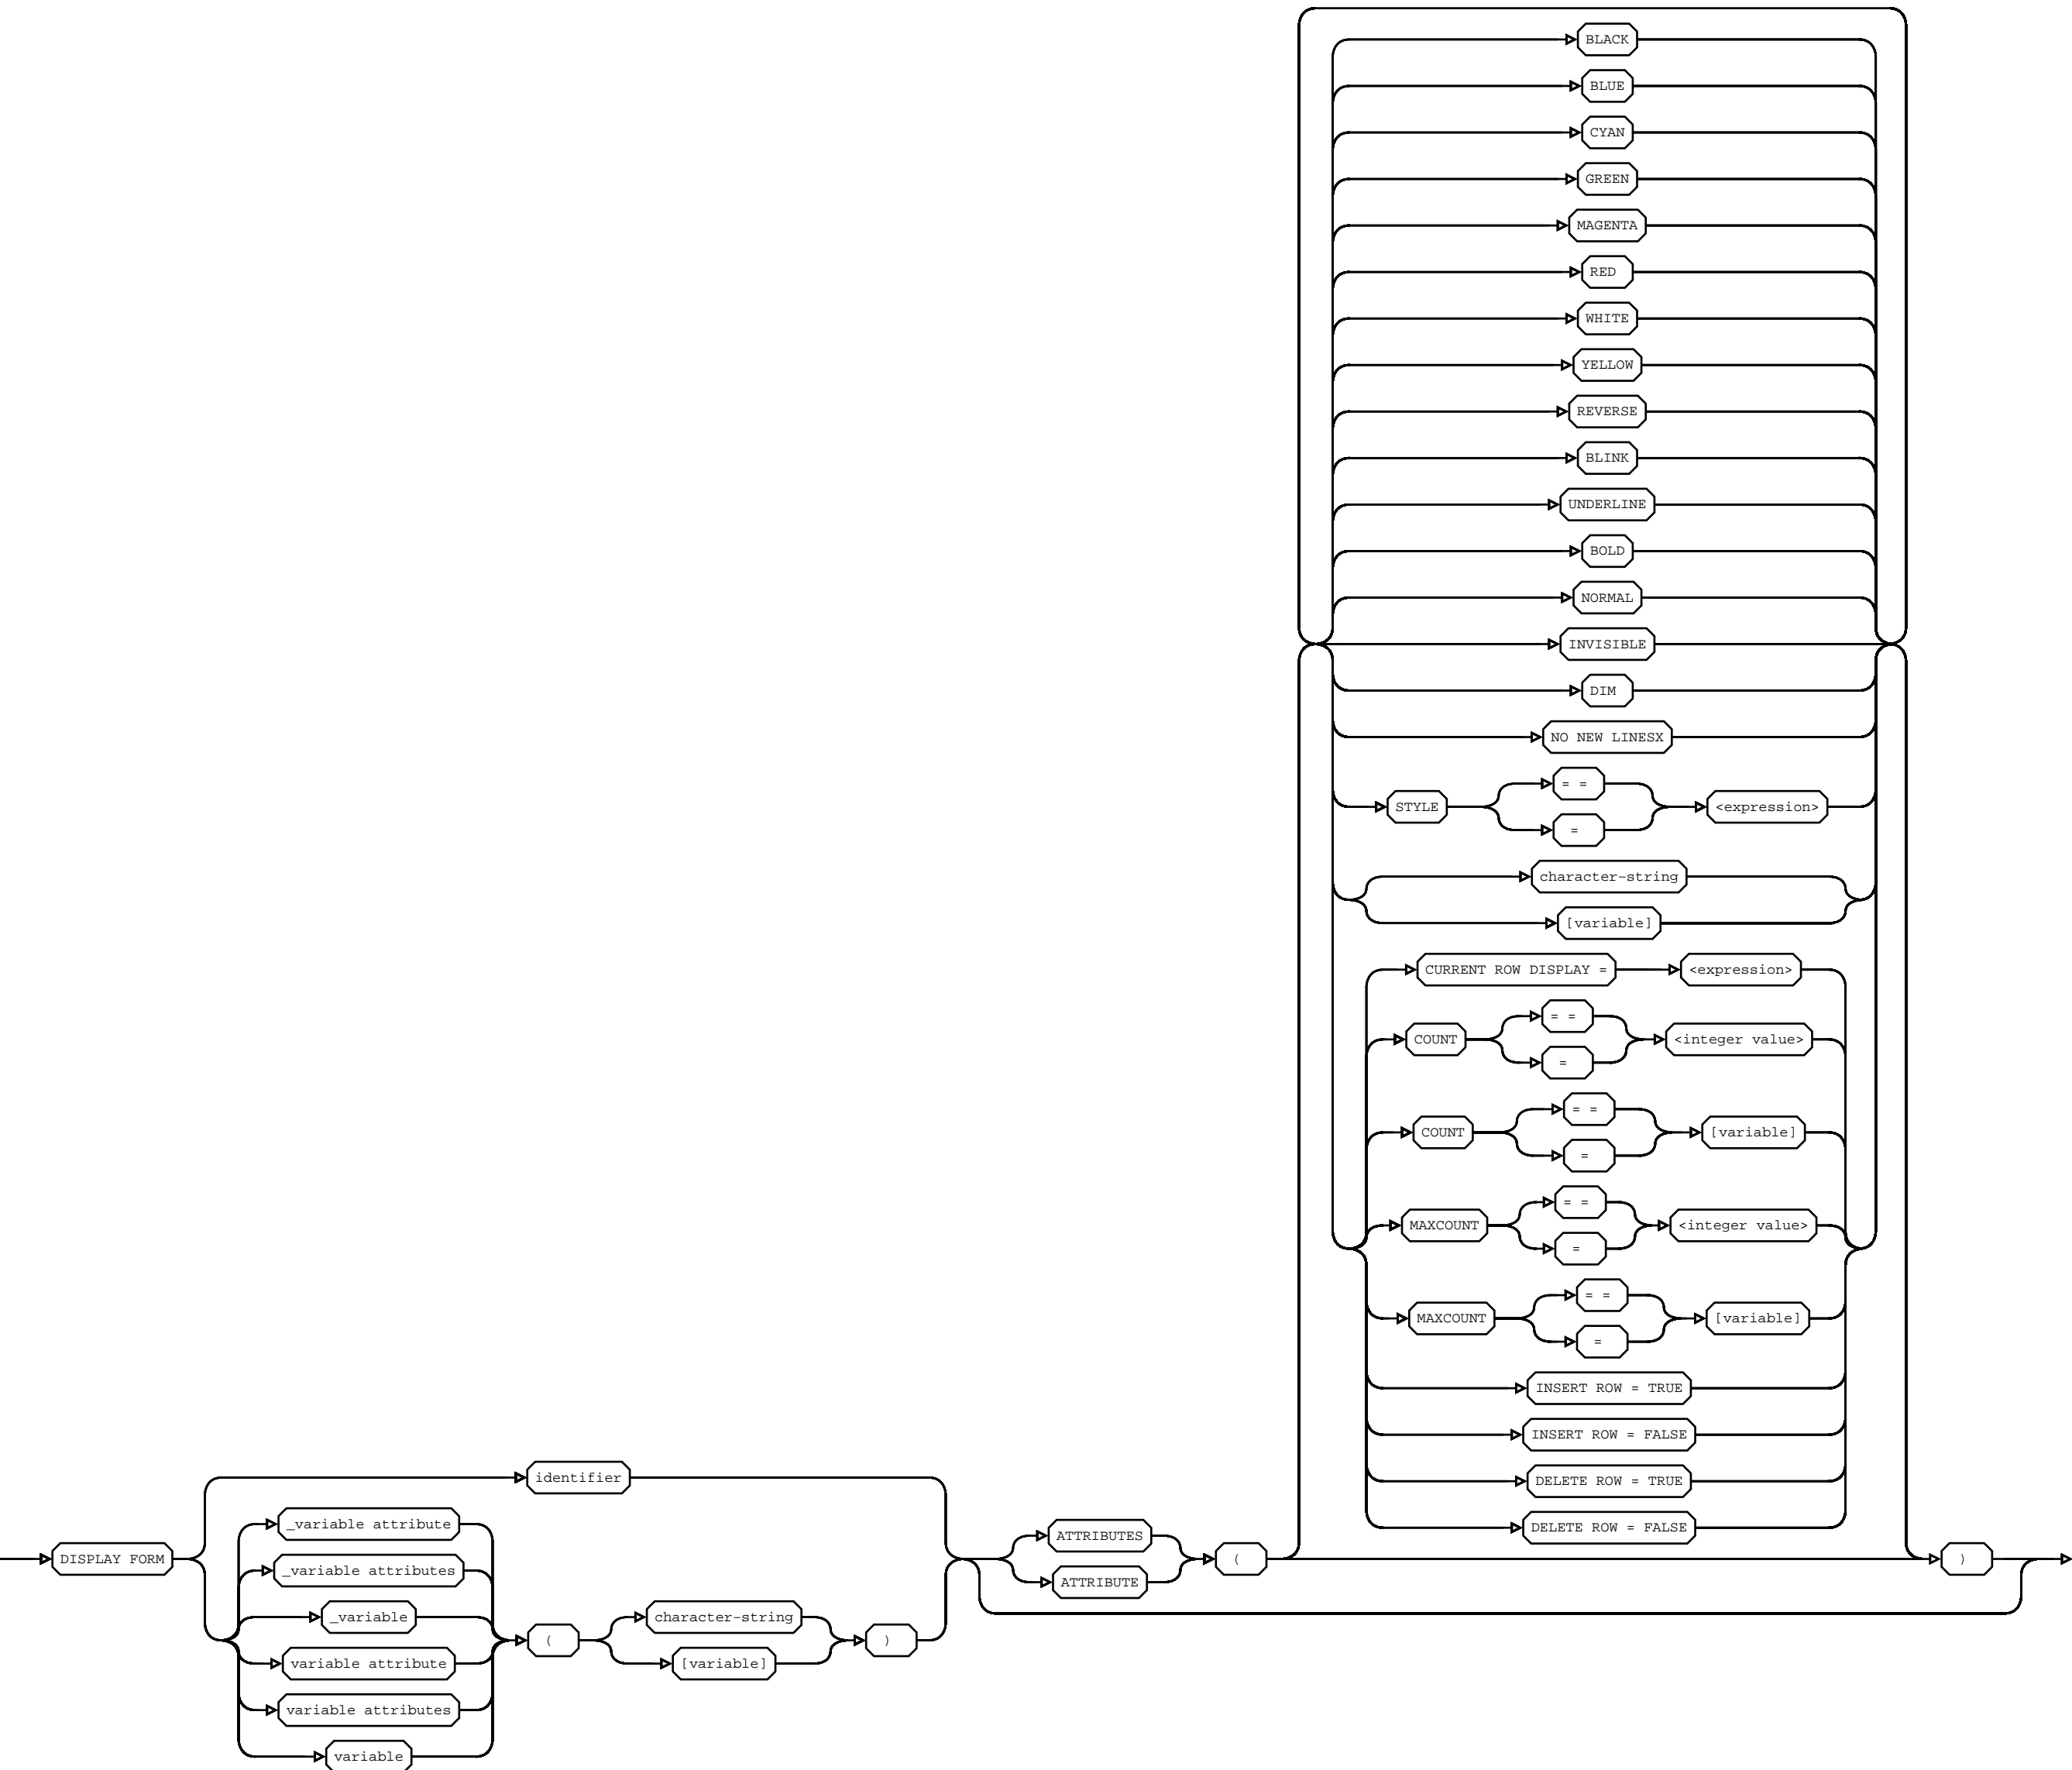 BLACK
BLUE
CYAN
GREEN
MAGENTA
RED
WHITE
YELLOW
REVERSE
BLINK
UNDERLINE
BOLD
NORMAL
INVISIBLE
DIM
NO NEW LINESX
= =
STYLE <expression>
=
character-string
[variable]
CURRENT ROW DISPLAY = <expression>
= =
COUNT <integer value>
=
= =
COUNT [variable]
=
= =
MAXCOUNT <integer value>
=
= =
MAXCOUNT [variable]
=
INSERT ROW = TRUE
INSERT ROW = FALSE
identifier
DELETE ROW = TRUE
_variable attribute
DELETE ROW = FALSE
ATTRIBUTES
DISPLAY FORM ( )
_variable attributes
ATTRIBUTE
_variable
character-string
( )
variable attribute
[variable]
variable attributes
variable